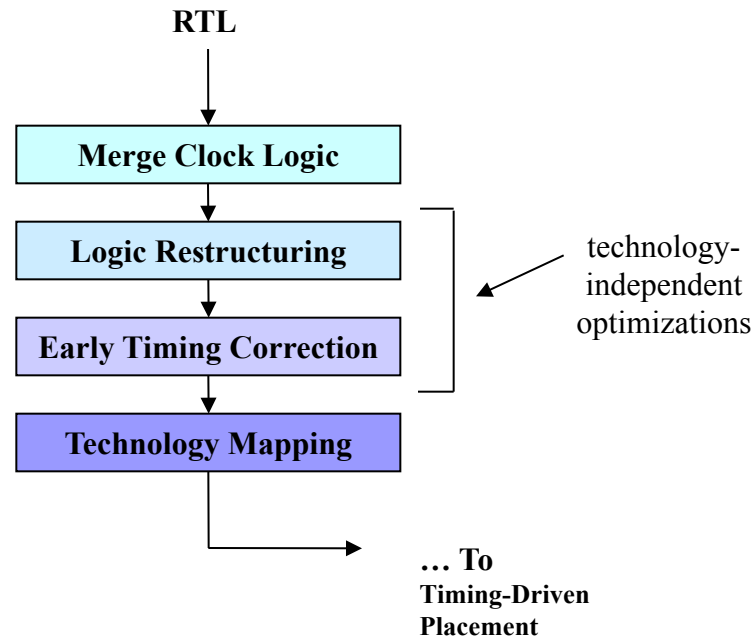 RTL
Merge Clock Logic
Logic Restructuring
Early Timing Correction
Technology Mapping
technology-
independent
optimizations
… To
Timing-Driven
Placement